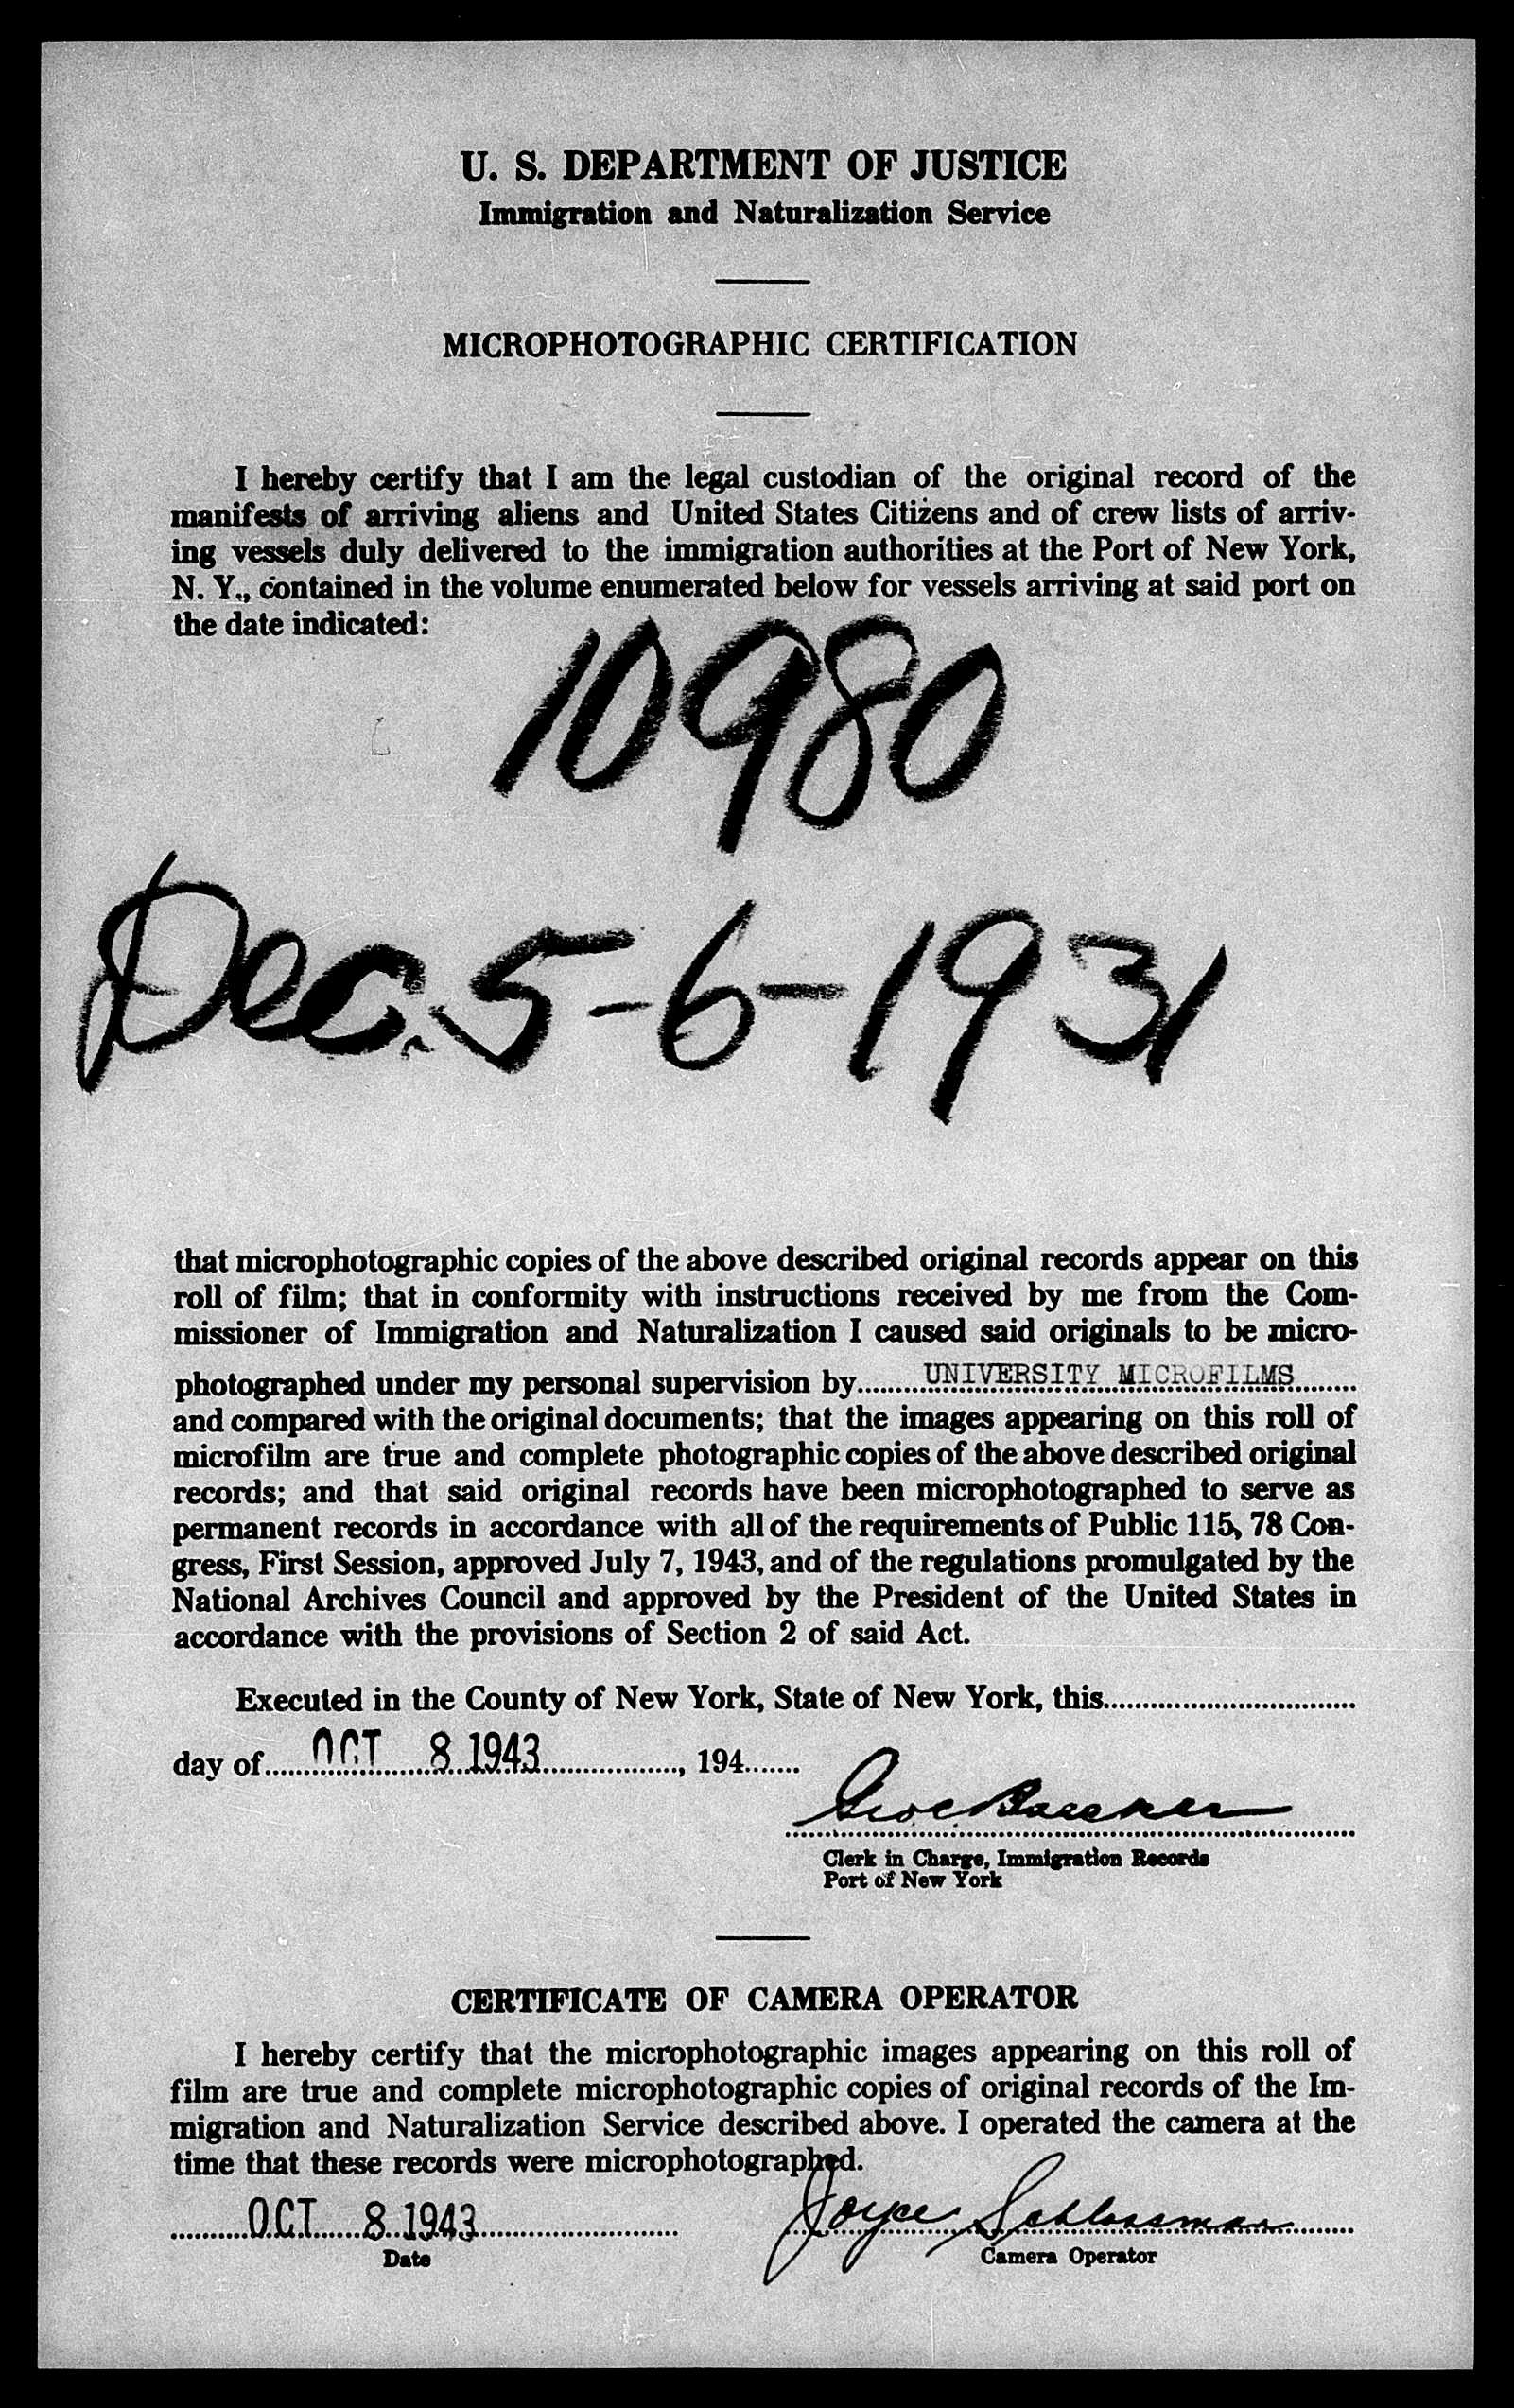 U. S. DEPARTMENT OF JUSTICE
Immigration and Naturalization Service
MICROPHOTOGRAPHIC CERTIFICATION
I hereby certify that I am the legal custodian of the original record of the
manifests of arriving aliens and United States Citizens and of crew lists of arriv-
ing vessels duly delivered to the immigration authorities at the Port of New York,
N. Y., contained in the volume enumerated below for vessels arriving at said port on
the date indicated:
10980
Dec. 5-6-1931
that microphotographic copies of the above described original records appear on this
roll of film; that in conformity with instructions received by me from the Com-
missioner of Immigration and Naturalization I caused said originals to be micro-
photographed under my personal supervision by........UNIVERSITY MICROFILMS........
and compared with the original documents; that the images appearing on this roll of
microfilm are true and complete photographic copies of the above described original
records; and that said original records have been microphotographed to serve as
permanent records in accordance with all of the requirements of Public 115, 78 Con-
gress, First Session, approved July 7, 1943, and of the regulations promulgated by the
National Archives Council and approved by the President of the United States in
accordance with the provisions of Section 2 of said Act.
Executed in the County of New York, State of New York, this................................
day of......OCT 8 1943.................., 194.......
Clerk in Charge, Immigration Records
Port of New York
CERTIFICATE OF CAMERA OPERATOR
I hereby certify that the microphotographic images appearing on this roll of
film are true and complete microphotographic copies of original records of the Im-
migration and Naturalization Service described above. I operated the camera at the
time that these records were microphotographed.
OCT 8 1943 Joyce Schlossman
Date Camera Operator